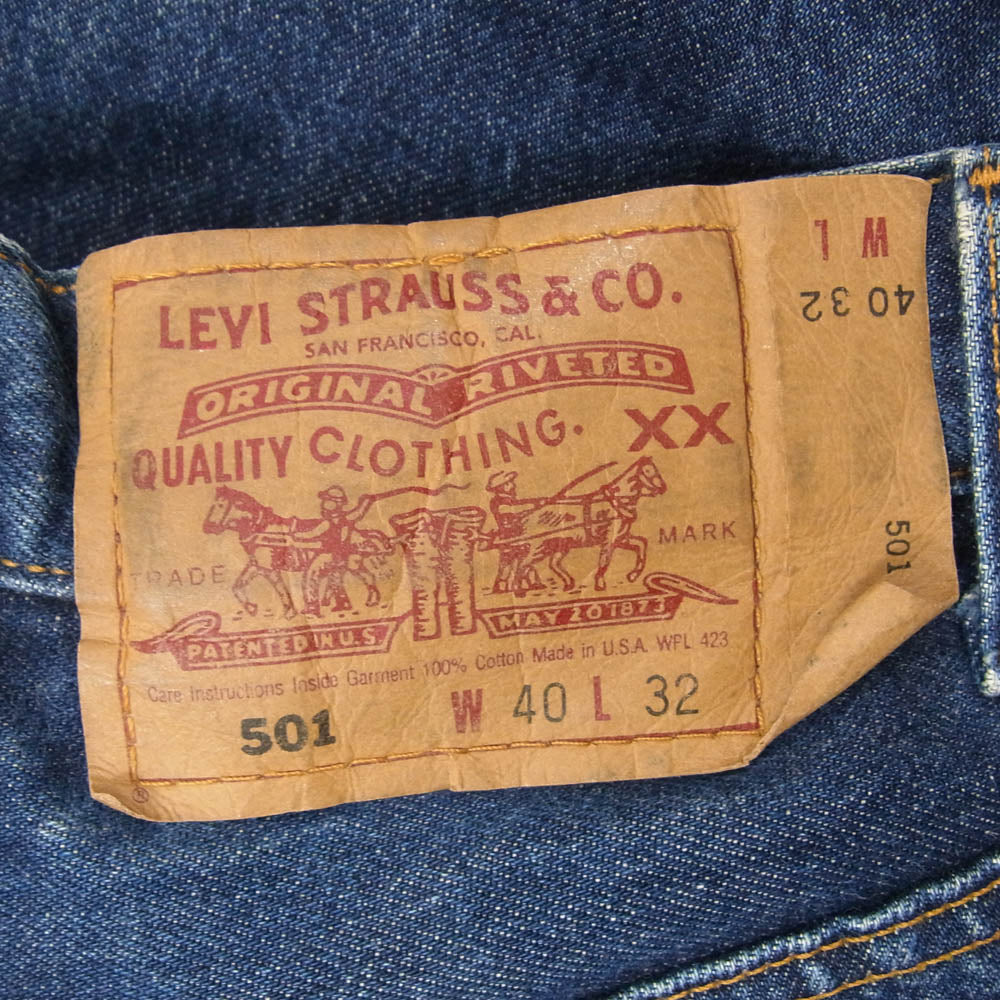 LEVI STRAUSS & CO.
SAN FRANCISCO, CAL.
ORIGINAL RIVETED
QUALITY CLOTHING. XX
TRADE MARK
PATENTED IN U.S. MAY 20 1873
Care Instructions Inside Garment 100% Cotton Made in U.S.A. WPL 423
501 W 40 L 32
®
W L
40 32
501